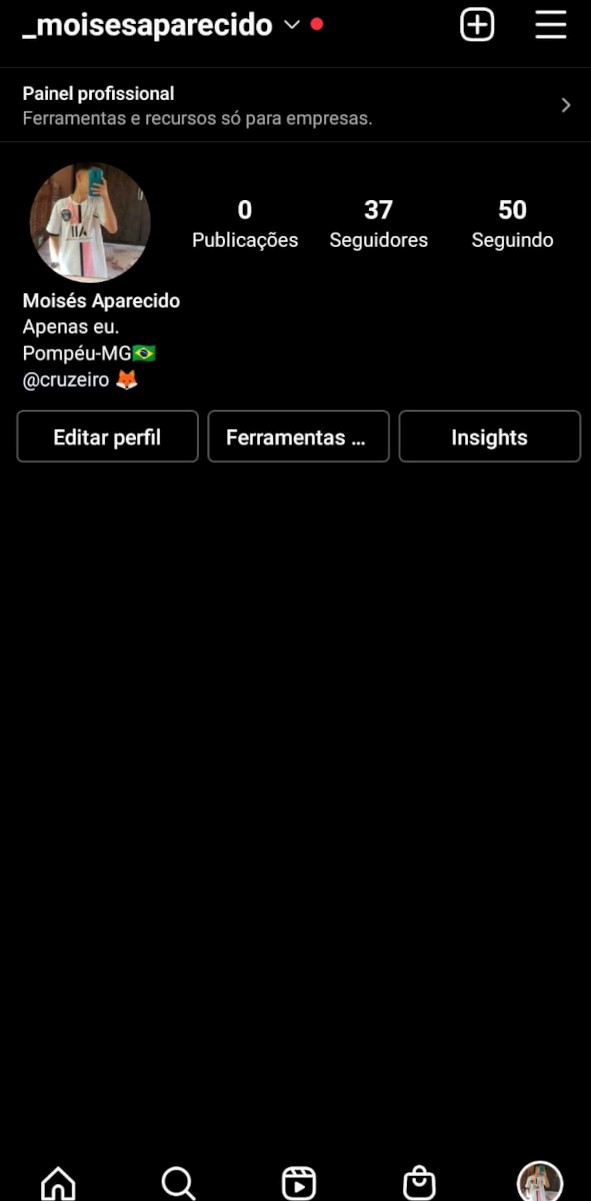 _moisesaparecido
Painel profissional
Ferramentas e recursos só para empresas.
0
Publicações
37
Seguidores
50
Seguindo
Moisés Aparecido
Apenas eu.
Pompéu-MG🇧🇷
@cruzeiro 🦊
Editar perfil
Ferramentas ...
Insights